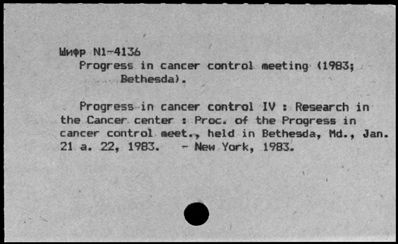 Шифр N1-4136
Progress in cancer control meeting (1983;
Bethesda).
Progress in cancer control IV : Research in
the Cancer center : Proc. of the Progress in
cancer control meet., held in Bethesda, Md., Jan.
21 a. 22, 1983. - New York, 1983.